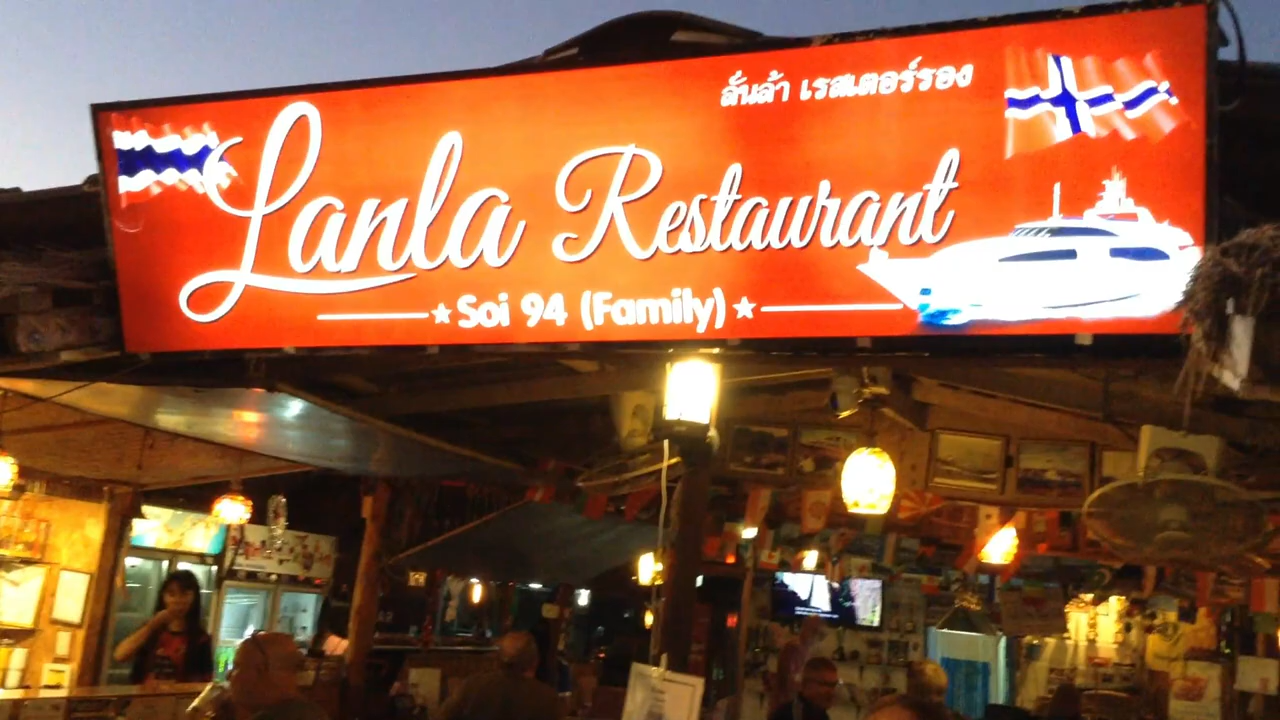 ลั่นล้า เรสเตอร์รอง
Lanla Restaurant
Soi 94 (Family)